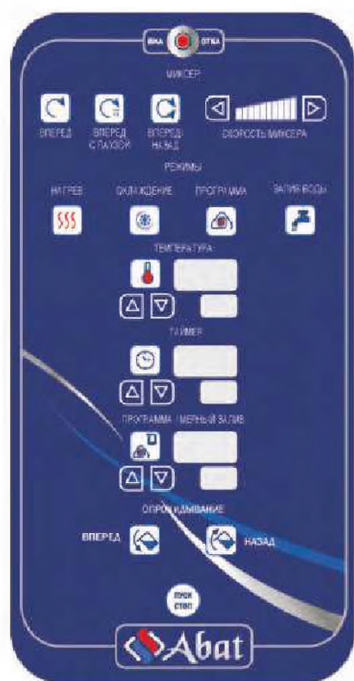 ВКЛ ОТКЛ
МИКСЕР
ВПЕРЕД ВПЕРЕД С ПАУЗОЙ ВПЕРЕД/ НАЗАД СКОРОСТЬ МИКСЕРА
РЕЖИМЫ
НАГРЕВ ОХЛАЖДЕНИЕ ПРОГРАММА ЗАЛИВ ВОДЫ
ТЕМПЕРАТУРА
ТАЙМЕР
ПРОГРАММА / МЕРНЫЙ ЗАЛИВ
ОПРОКИДЫВАНИЕ
ВПЕРЕД НАЗАД
ПУСК
СТОП
Abat